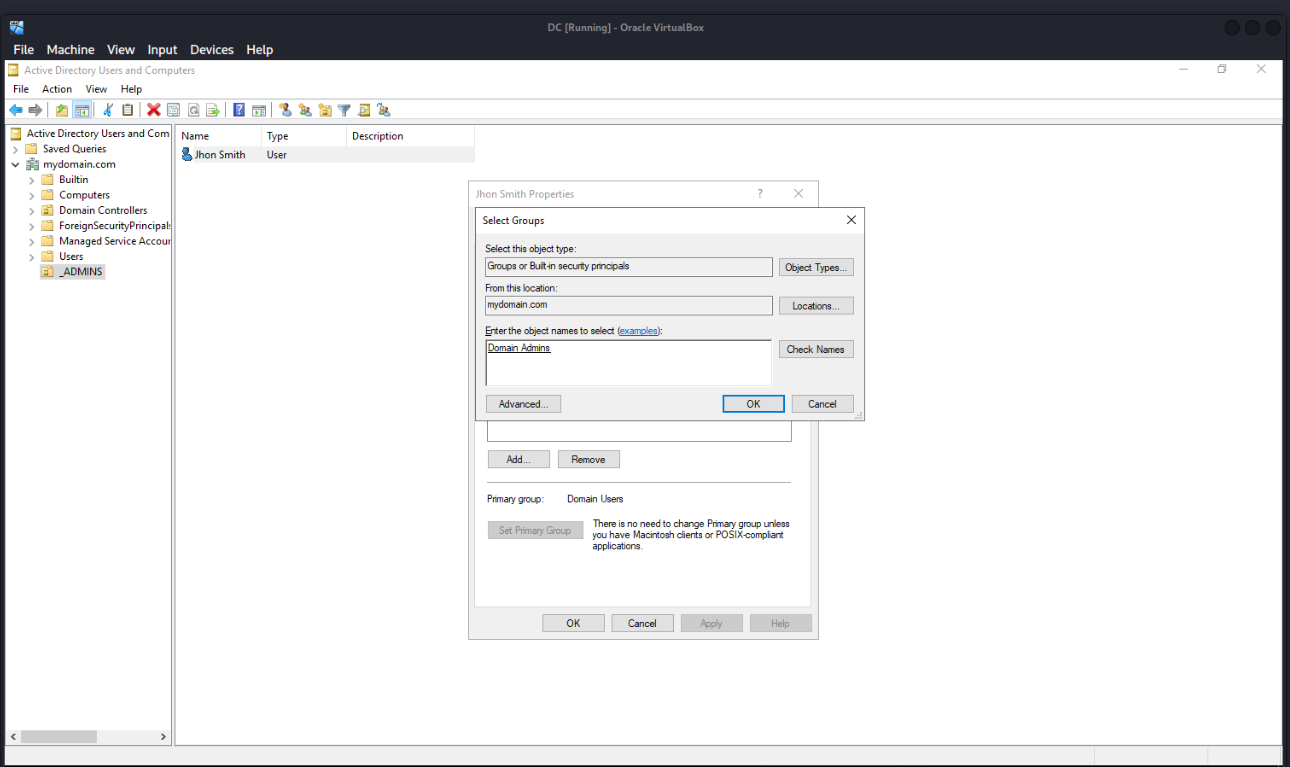 DC [Running] - Oracle VirtualBox
File Machine View Input Devices Help
Active Directory Users and Computers
File Action View Help
Active Directory Users and Com
Saved Queries
mydomain.com
Builtin
Computers
Domain Controllers
ForeignSecurityPrincipals
Managed Service Accour
Users
_ADMINS
Name Type Description
Jhon Smith User
Jhon Smith Properties ?
Select Groups
Select this object type:
Groups or Built-in security principals Object Types...
From this location:
mydomain.com Locations...
Enter the object names to select (examples):
Domain Admins Check Names
Advanced... OK Cancel
Add... Remove
Primary group: Domain Users
Set Primary Group There is no need to change Primary group unless
you have Macintosh clients or POSIX-compliant
applications.
OK Cancel Apply Help